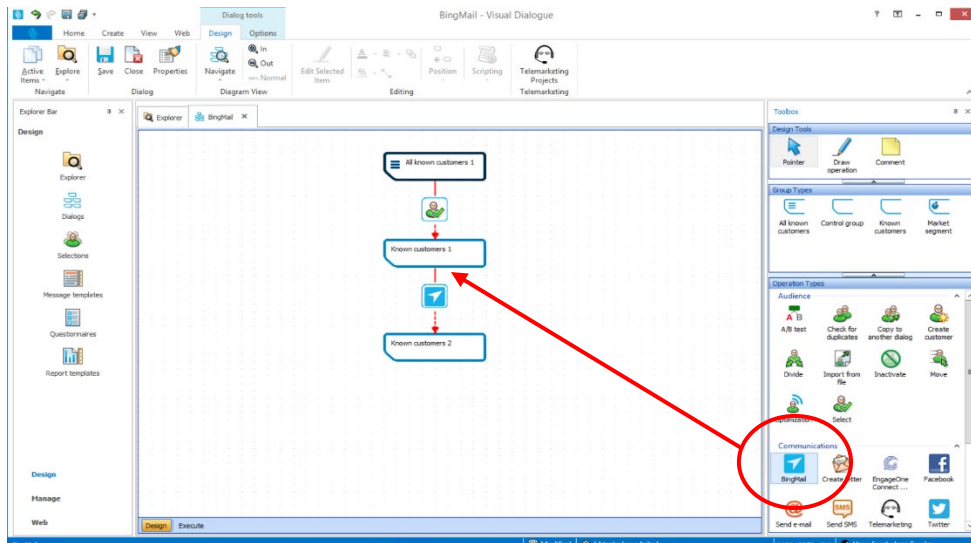 Dialog tools
BingMail - Visual Dialogue
Home Create View Web Design Options
Active Items
Explore
Save
Close
Properties
Navigate
In
Out
Normal
Edit Selected Item
Position
Scripting
Telemarketing Projects
Navigate
Dialog
Diagram View
Editing
Telemarketing
Explorer Bar
Design
Explorer
Dialogs
Selections
Message templates
Questionnaires
Report templates
Design
Manage
Web
Explorer
BingMail
All known customers 1
Known customers 1
Known customers 2
Design Execute
Toolbox
Design Tools
Pointer
Draw operation
Comment
Group Types
All known customers
Control group
Known customers
Market segment
Operation Types
Audience
A B
A/B test
Check for duplicates
Copy to another dialog
Create customer
Divide
Import from file
Inactivate
Move
Optimization
Select
Communications
BingMail
Create letter
EngageOne Connect ...
Facebook
Send e-mail
SMS
Send SMS
Telemarketing
Twitter